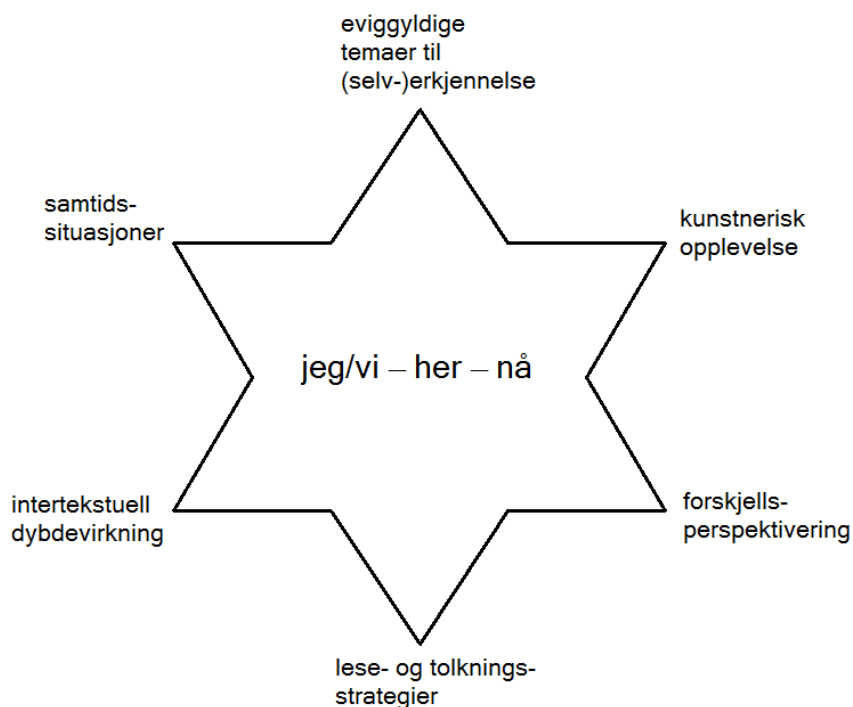 eviggyldige
temaer til
(selv-)erkjennelse
samtids-
situasjoner
kunstnerisk
opplevelse
jeg/vi – her – nå
intertekstuell
dybdevirkning
forskjells-
perspektivering
lese- og tolknings-
strategier